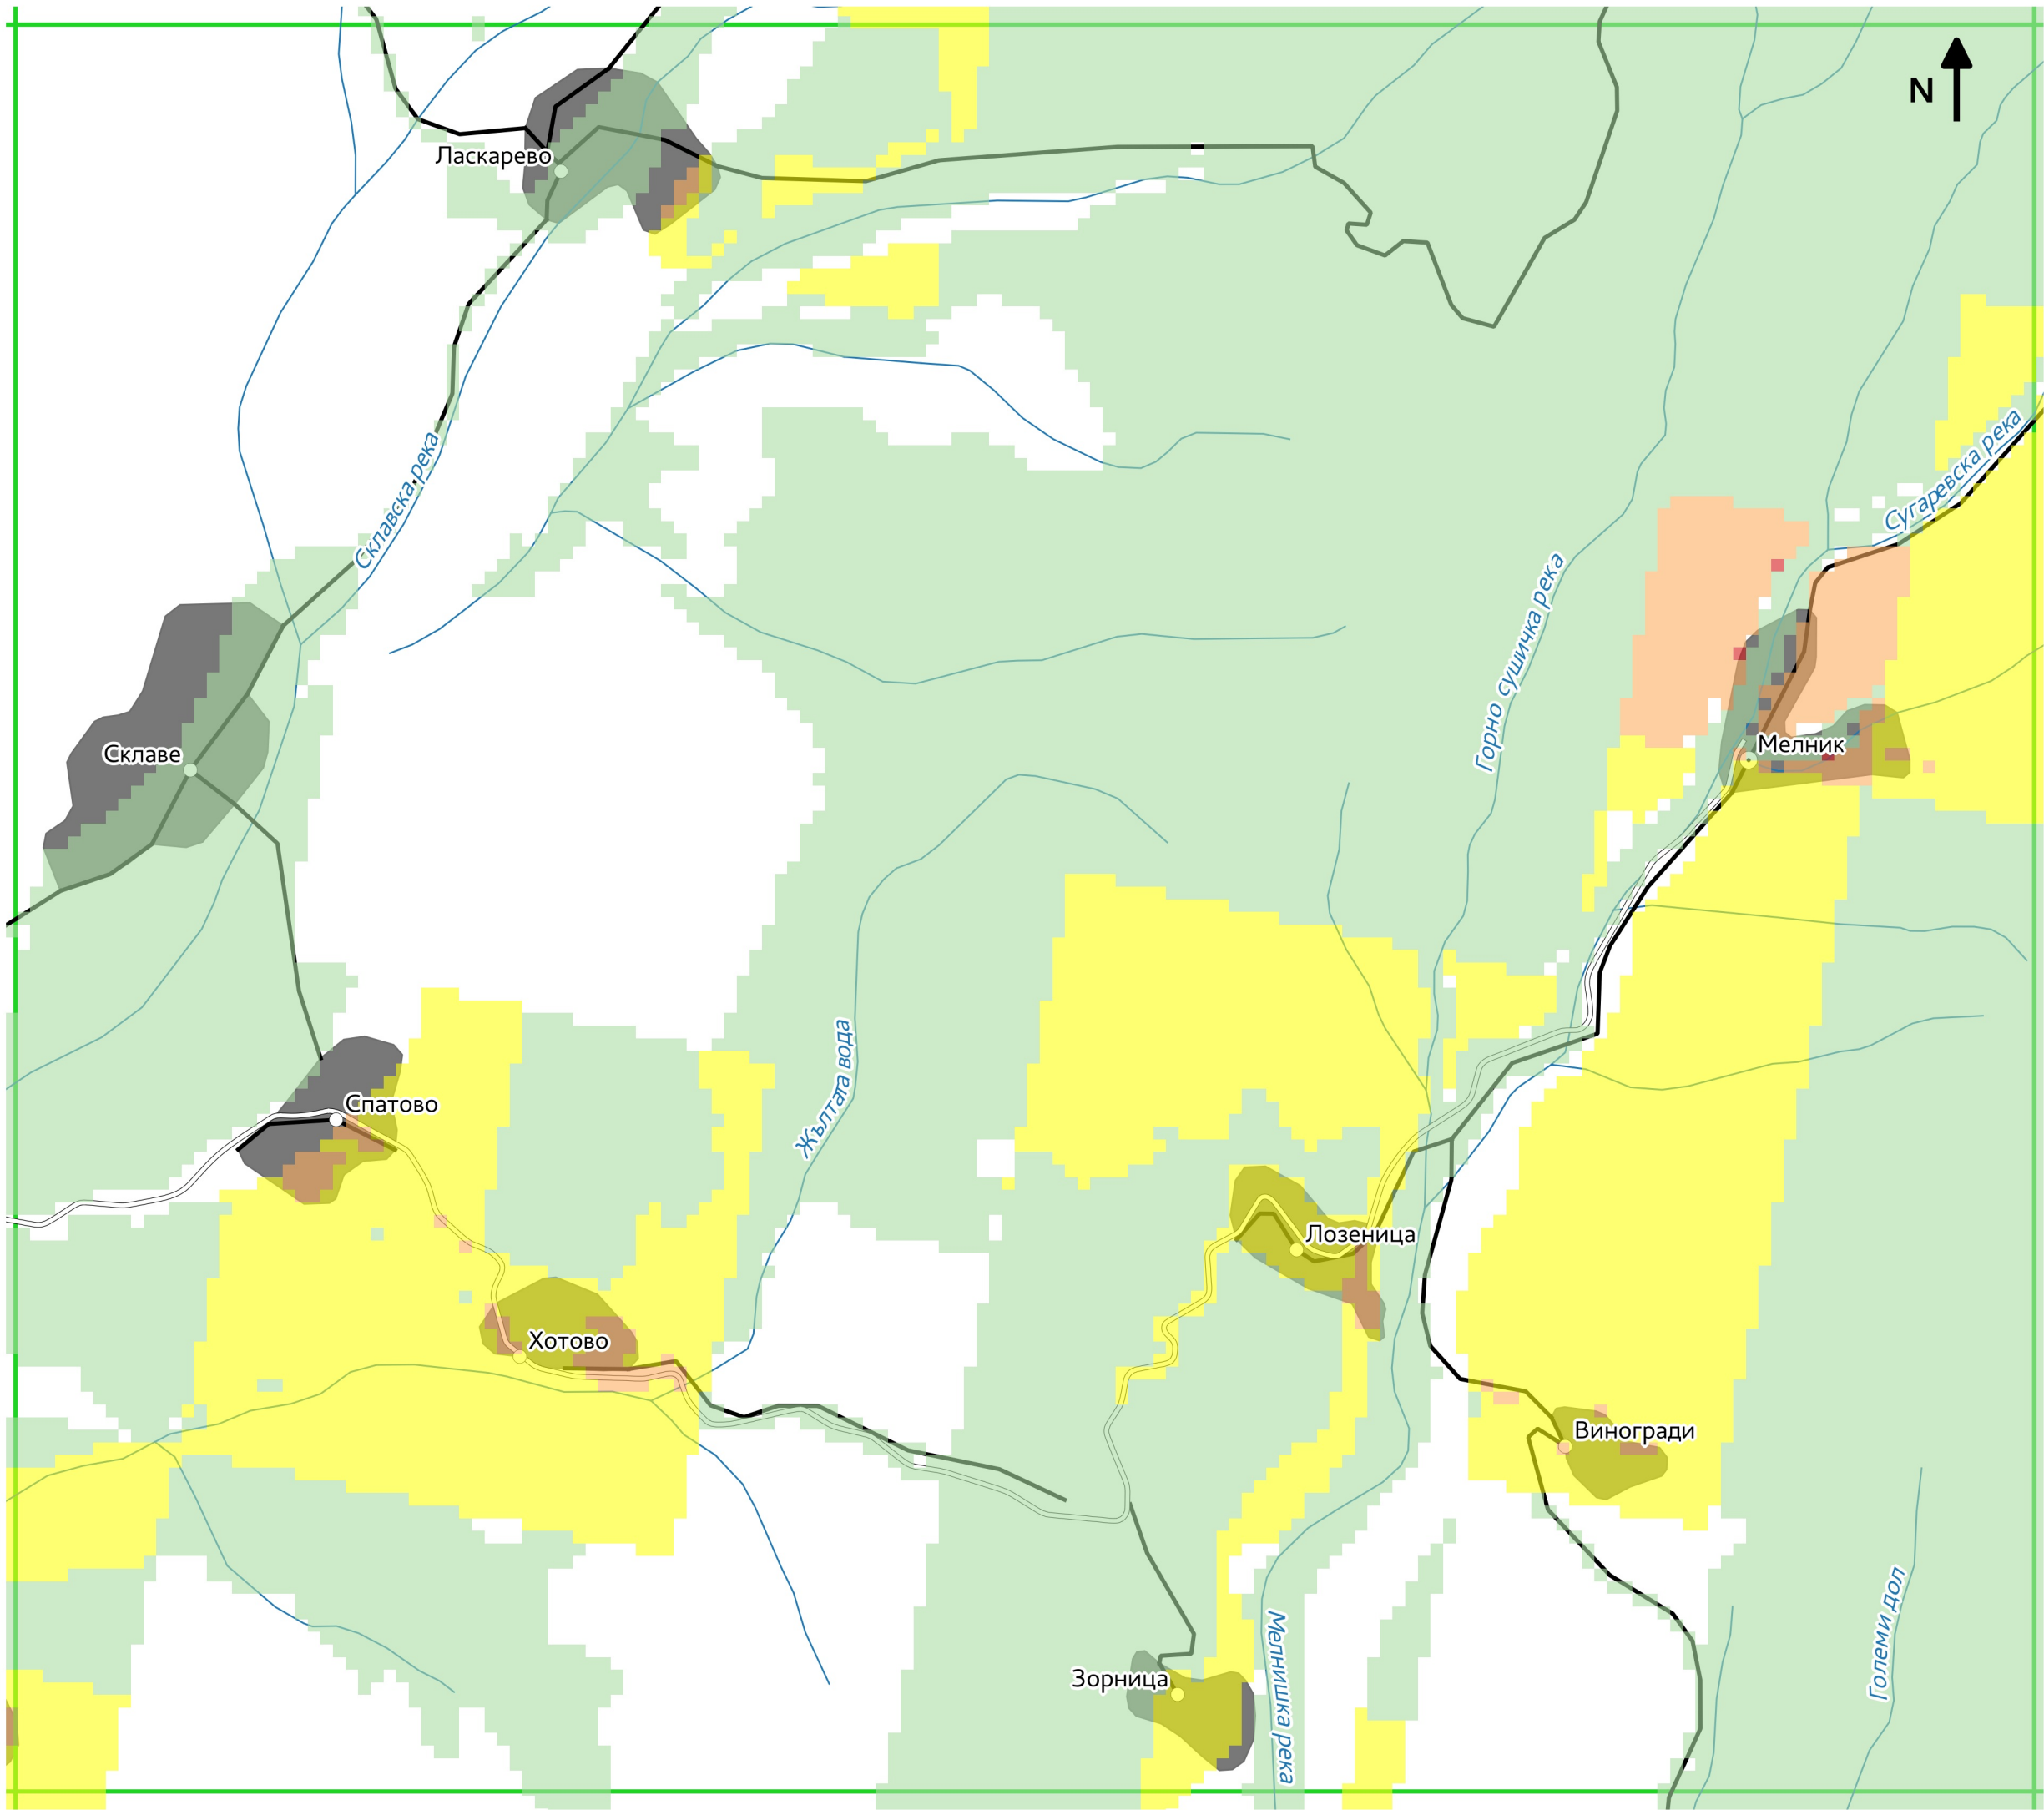 N
Ласкарево
Склавска река
Сугаревска река
Горно сушичка река
Мелник
Склаве
Жълтата вода
Спатово
Лозеница
Хотово
Виногради
Големи дол
Зорница
Мелнишка река